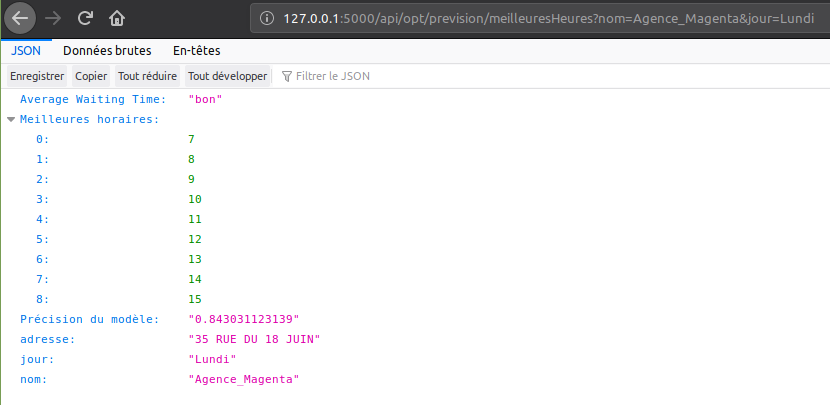 127.0.0.1:5000/api/opt/prevision/meilleuresHeures?nom=Agence_Magenta&jour=Lundi
JSON Données brutes En-têtes
Enregistrer Copier Tout réduire Tout développer Filtrer le JSON
Average Waiting Time: "bon"
Meilleures horaires:
0: 7
1: 8
2: 9
3: 10
4: 11
5: 12
6: 13
7: 14
8: 15
Précision du modèle: "0.843031123139"
adresse: "35 RUE DU 18 JUIN"
jour: "Lundi"
nom: "Agence_Magenta"